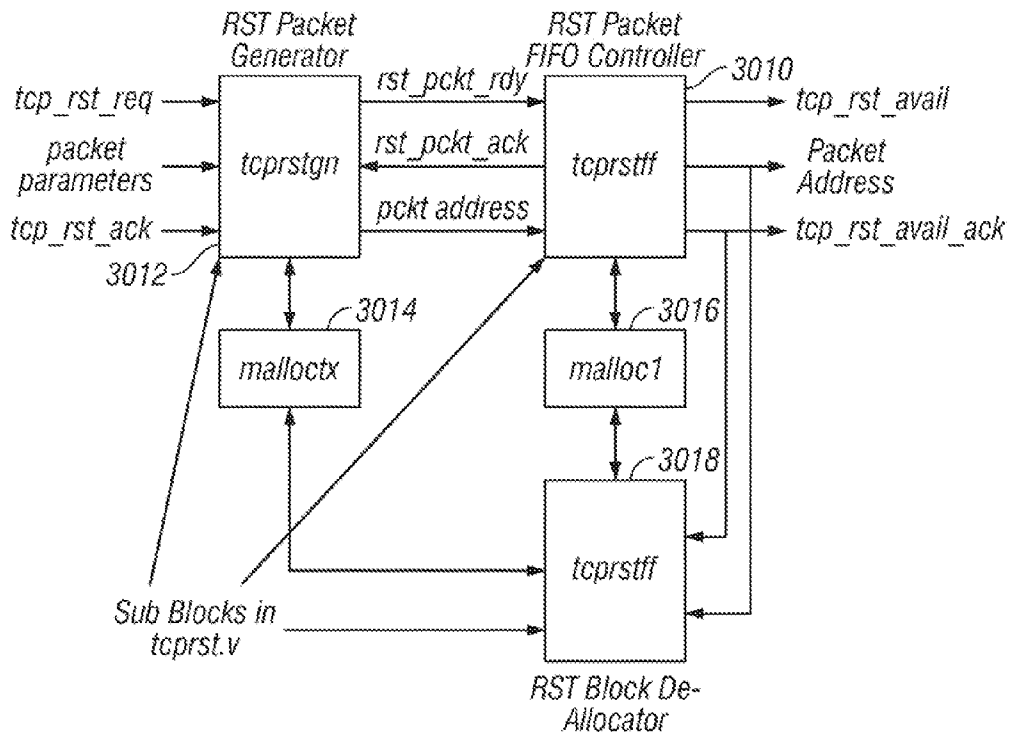 RST Packet
Generator
RST Packet
FIFO Controller
3010
tcp_rst_req
packet
parameters
tcp_rst_ack
3012
tcprstgn
rst_pckt_rdy
rst_pckt_ack
pckt address
tcprstff
tcp_rst_avail
Packet
Address
tcp_rst_avail_ack
3014
malloctx
3016
malloc1
3018
tcprstff
Sub Blocks in
tcprst.v
RST Block De-
Allocator